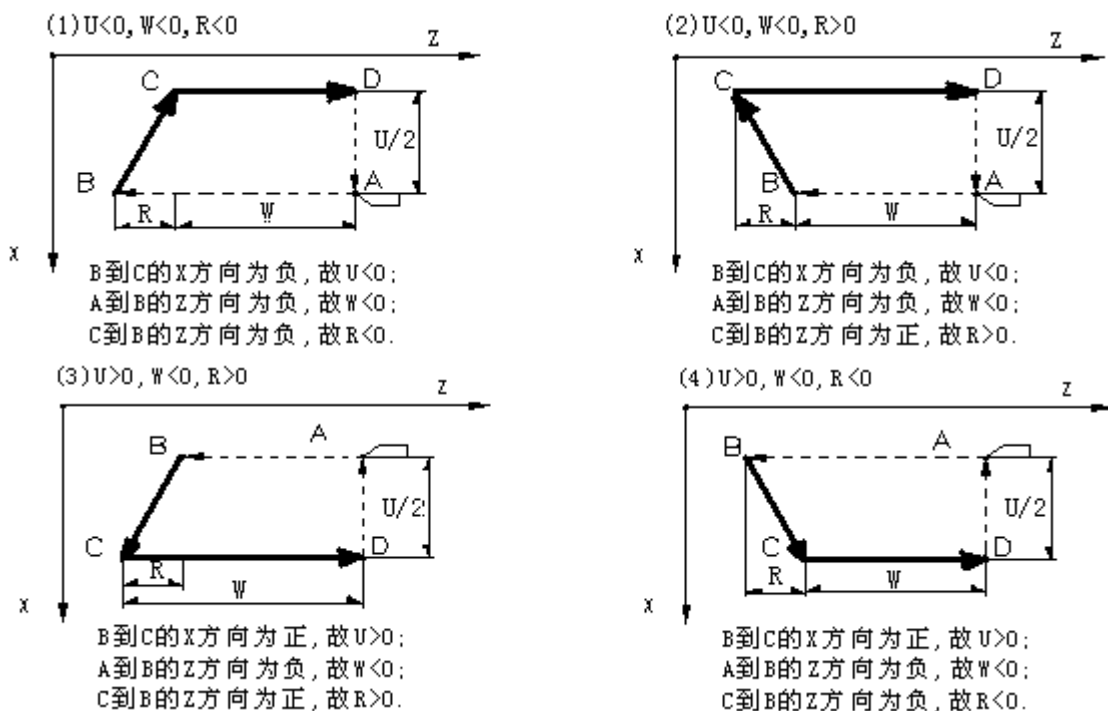 (1)U<0,W<0,R<0
Z
C
D
U/2
B
A
R
W
X
B到C的X方向为负,故U<0;
A到B的Z方向为负,故W<0;
C到B的Z方向为负,故R<0.
(2)U<0,W<0,R>0
Z
C
D
U/2
B
A
R
W
X
B到C的X方向为负,故U<0;
A到B的Z方向为负,故W<0;
C到B的Z方向为正,故R>0.
(3)U>0,W<0,R>0
Z
B
A
U/2
C
D
R
W
X
B到C的X方向为正,故U>0;
A到B的Z方向为负,故W<0;
C到B的Z方向为正,故R>0.
(4)U>0,W<0,R<0
Z
B
A
U/2
C
D
R
W
X
B到C的X方向为正,故U>0;
A到B的Z方向为负,故W<0;
C到B的Z方向为负,故R<0.